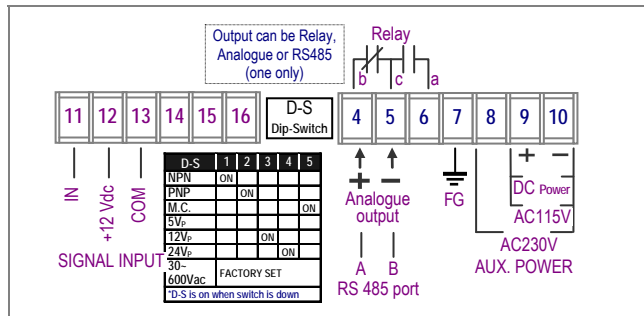 Output can be Relay,
Analogue or RS485
(one only)
Relay
b c a
11 12 13 14 15 16
D-S
Dip-Switch
4 5 6 7 8 9 10
IN
+12 Vdc
COM
SIGNAL INPUT
D-S 1 2 3 4 5
NPN ON
PNP ON
M.C. ON
5VP
12VP ON
24VP ON
30~
600Vac FACTORY SET
*D-S is on when switch is down
+ −
Analogue
output
A B
RS 485 port
FG
+ −
DC Power
AC115V
AC230V
AUX. POWER